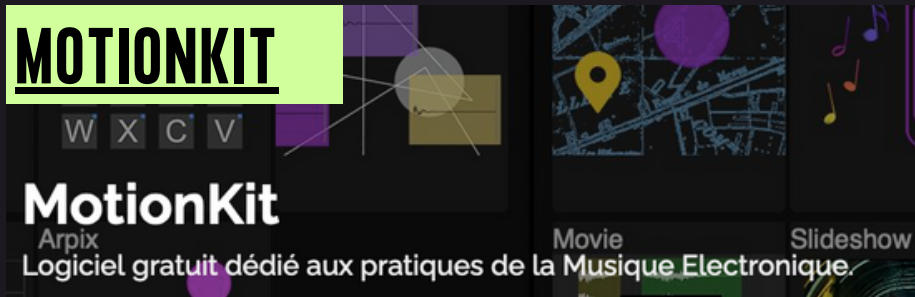 MOTIONKIT
W X C V
MotionKit
Arpix
Movie
Slideshow
Logiciel gratuit dédié aux pratiques de la Musique Electronique.